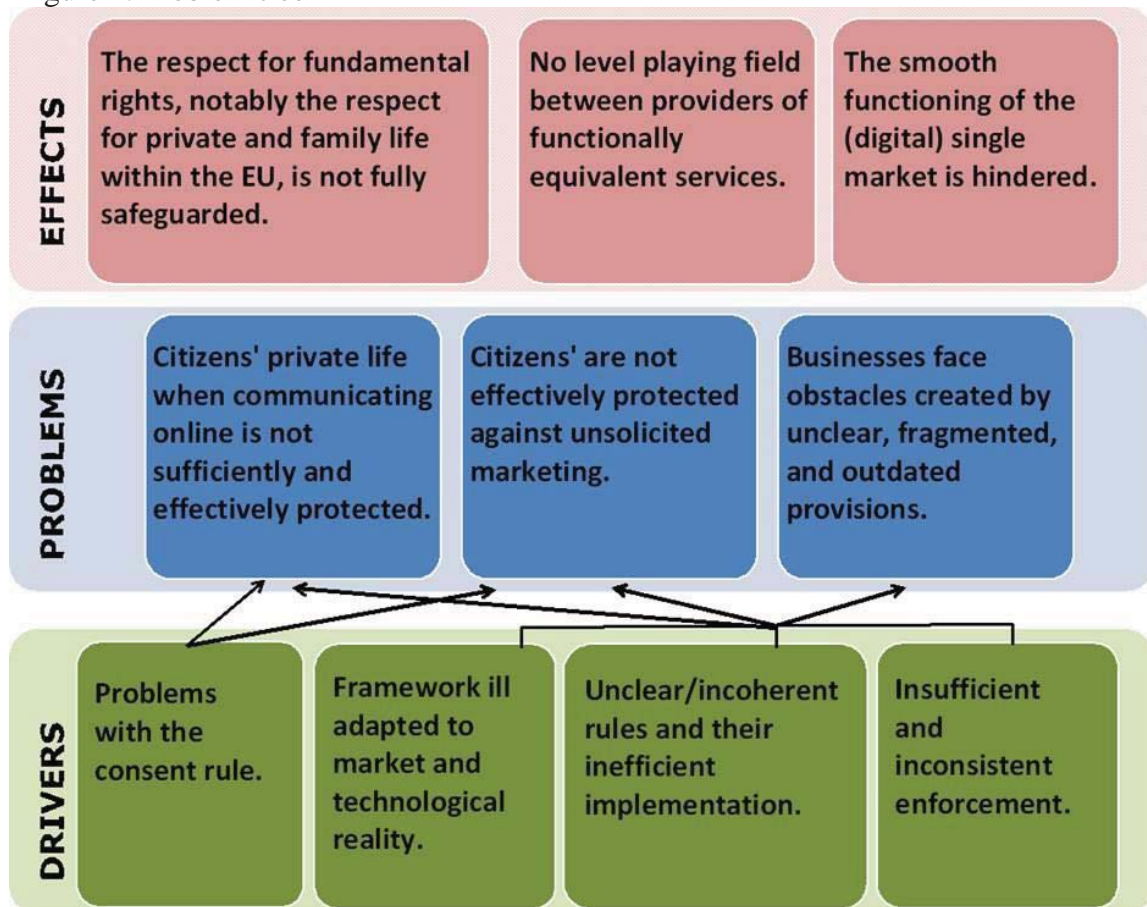 EFFECTS
The respect for fundamental
rights, notably the respect
for private and family life
within the EU, is not fully
safeguarded.
No level playing field
between providers of
functionally
equivalent services.
The smooth
functioning of the
(digital) single
market is hindered.
PROBLEMS
Citizens' private life
when communicating
online is not
sufficiently and
effectively protected.
Citizens' are not
effectively protected
against unsolicited
marketing.
Businesses face
obstacles created by
unclear, fragmented,
and outdated
provisions.
DRIVERS
Problems
with the
consent rule.
Framework ill
adapted to
market and
technological
reality.
Unclear/incoherent
rules and their
inefficient
implementation.
Insufficient
and
inconsistent
enforcement.